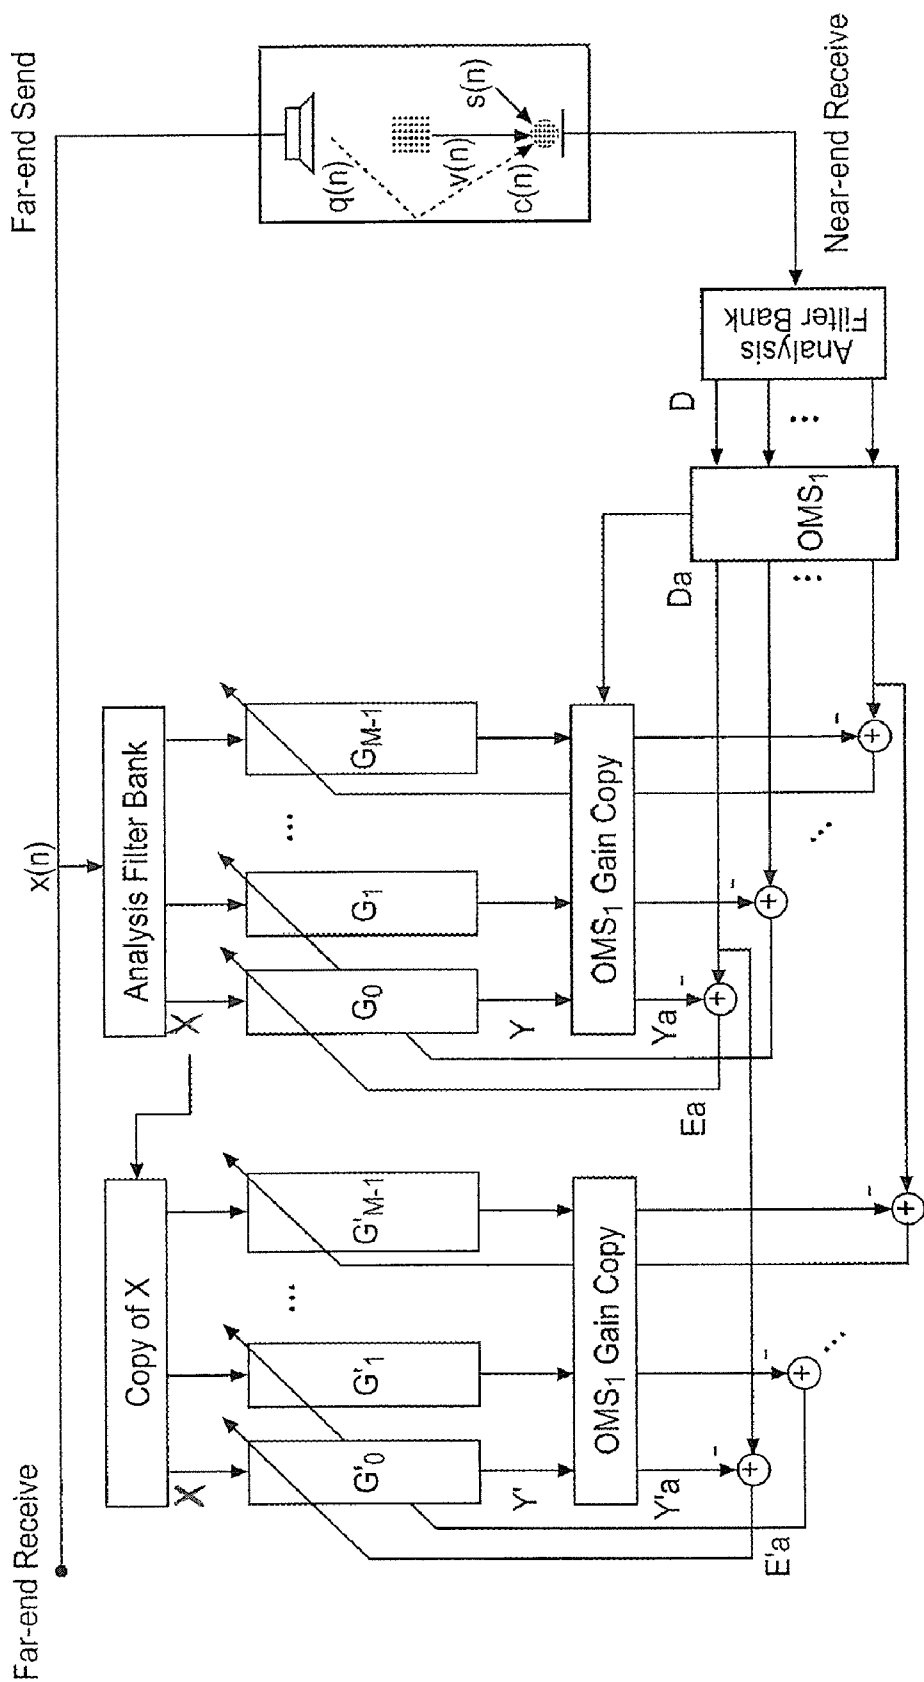 Far-end Receive
x(n)
Far-end Send
Copy of X
Analysis Filter Bank
X
X
G'0
G'1
...
G'M-1
G0
G1
...
GM-1
q(n)
v(n)
c(n)
s(n)
Y'
Y
OMS1 Gain Copy
OMS1 Gain Copy
Y'a
-
-
-
Ya
-
-
-
+
+
+
+
+
+
...
...
E'a
Ea
Da
...
OMS1
D
...
Analysis
Filter Bank
Near-end Receive